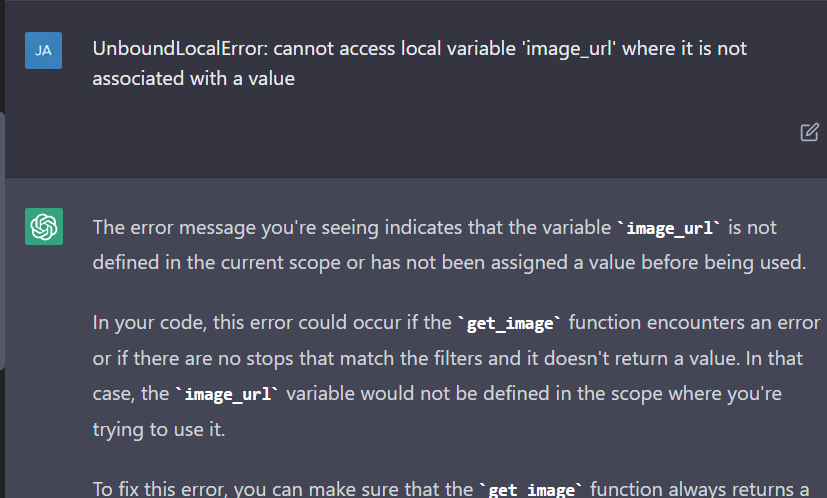 JA
UnboundLocalError: cannot access local variable 'image_url' where it is not
associated with a value
The error message you're seeing indicates that the variable `image_url` is not
defined in the current scope or has not been assigned a value before being used.
In your code, this error could occur if the `get_image` function encounters an error
or if there are no stops that match the filters and it doesn't return a value. In that
case, the `image_url` variable would not be defined in the scope where you're
trying to use it.
To fix this error, you can make sure that the `get_image` function always returns a